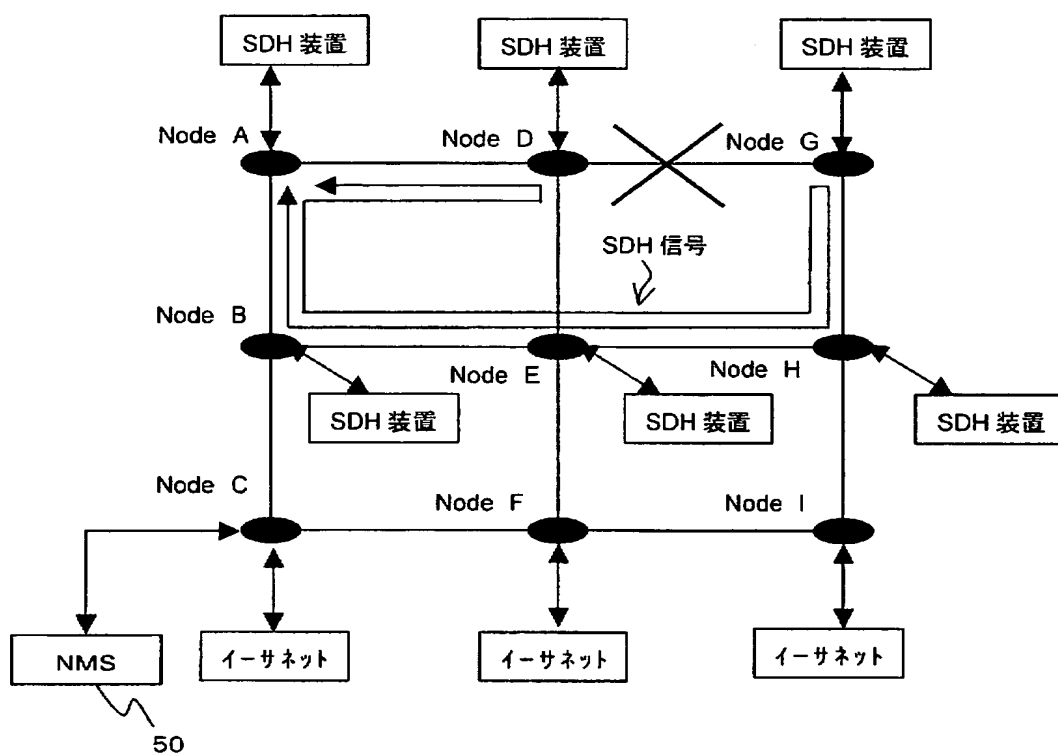 SDH 装置
SDH 装置
SDH 装置
Node A
Node D
Node G
SDH 信号
Node B
Node E
Node H
SDH 装置
SDH 装置
SDH 装置
Node C
Node F
Node I
NMS
イーサネット
イーサネット
イーサネット
50